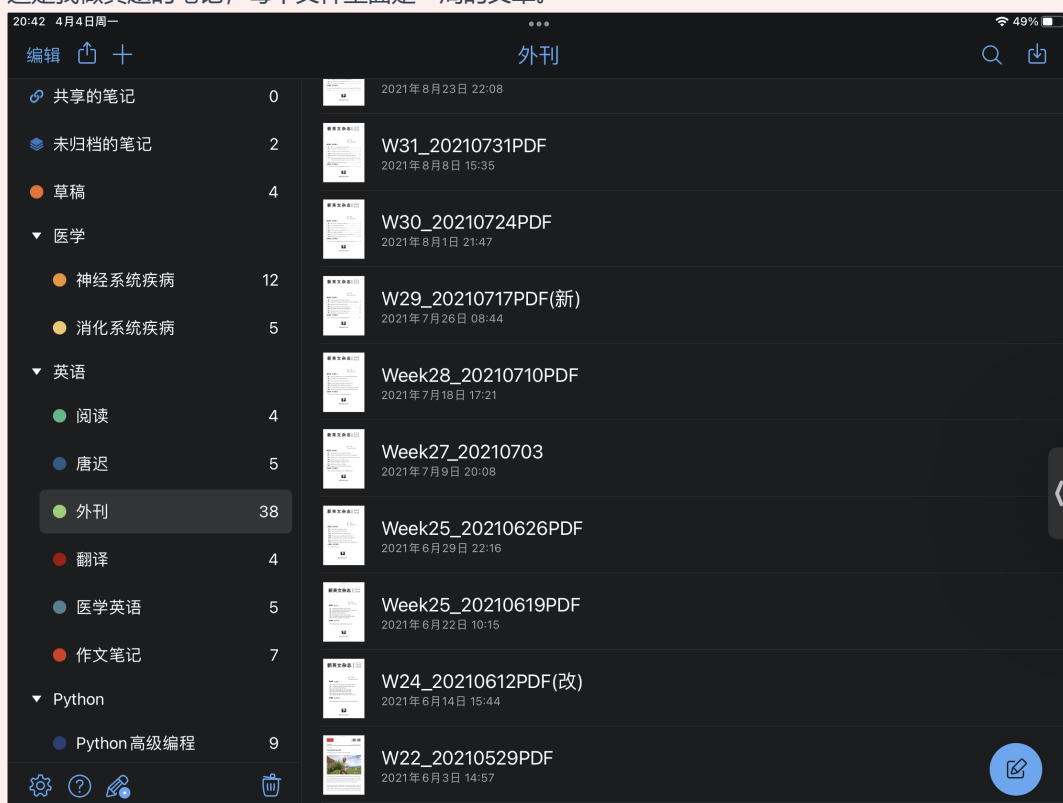 20:42 4月4日周一
49%
编辑
外刊
共享的笔记 0
未归档的笔记 2
草稿 4
医学
神经系统疾病 12
消化系统疾病 5
英语
阅读 4
恋恋有词 5
外刊 38
翻译 4
医学英语 5
作文笔记 7
Python
Python高级编程 9
2021年8月23日 22:08
W31_20210731PDF
2021年8月8日 15:35
W30_20210724PDF
2021年8月1日 21:47
W29_20210717PDF(新)
2021年7月26日 08:44
Week28_20210710PDF
2021年7月18日 17:21
Week27_20210703
2021年7月9日 20:08
Week25_20210626PDF
2021年6月29日 22:16
Week25_20210619PDF
2021年6月22日 10:15
W24_20210612PDF(改)
2021年6月14日 15:44
W22_20210529PDF
2021年6月3日 14:57